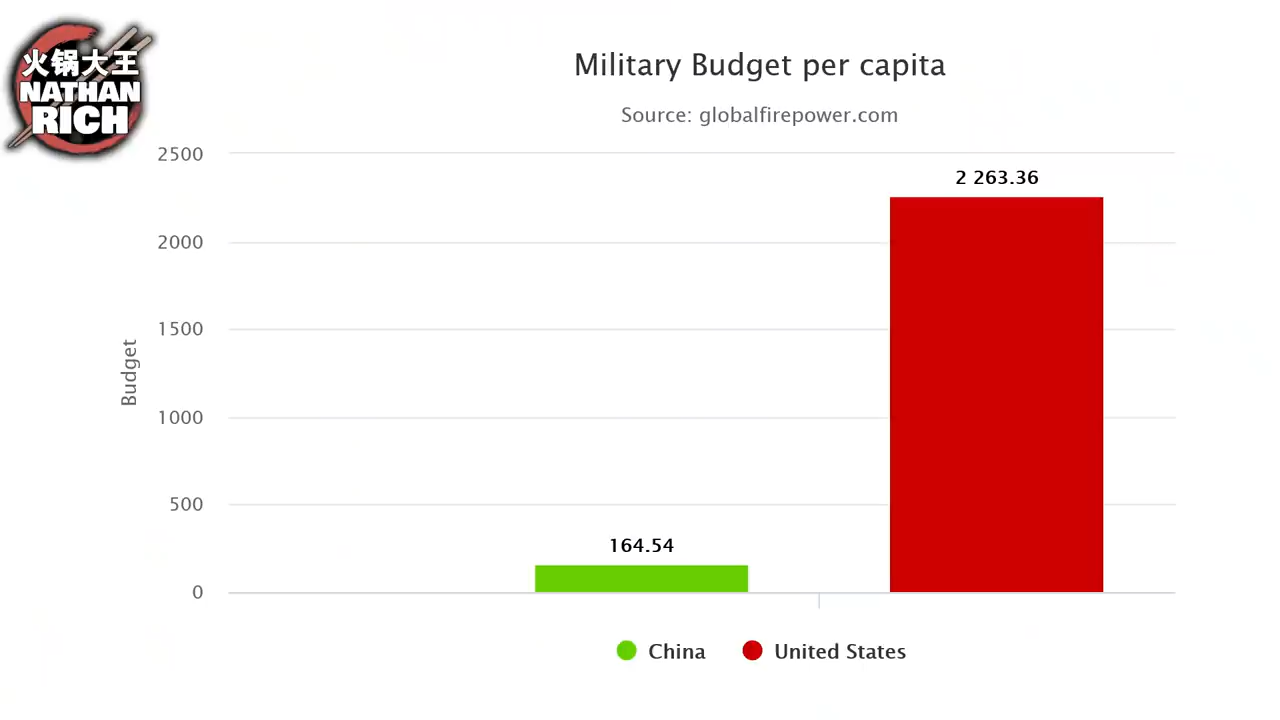 火锅大王
NATHAN
RICH
Military Budget per capita
Source: globalfirepower.com
2500
2 263.36
2000
1500
Budget
1000
500
164.54
0
China
United States